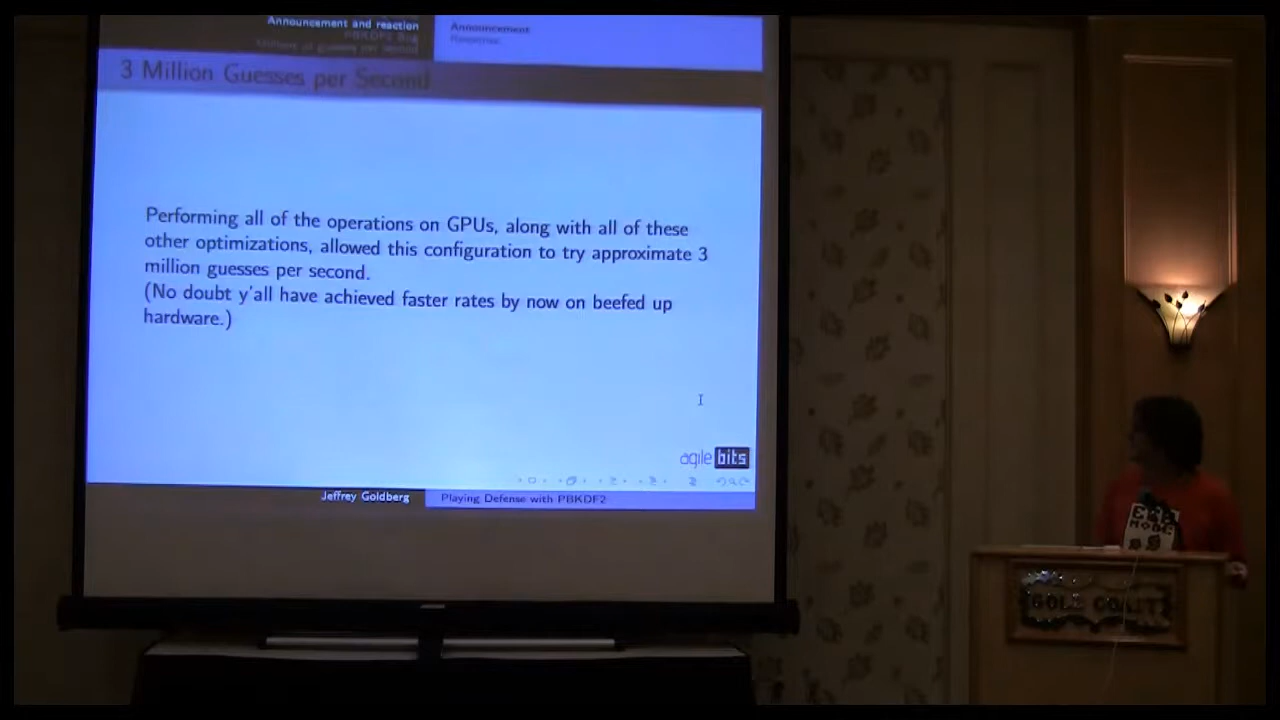 Announcement and reaction
PBKDF2 Bug
Millions of guesses per second
Announcement
Response
3 Million Guesses per Second
Performing all of the operations on GPUs, along with all of these
other optimizations, allowed this configuration to try approximate 3
million guesses per second.
(No doubt y'all have achieved faster rates by now on beefed up
hardware.)
agile bits
Jeffrey Goldberg
Playing Defense with PBKDF2
GOLD COAST